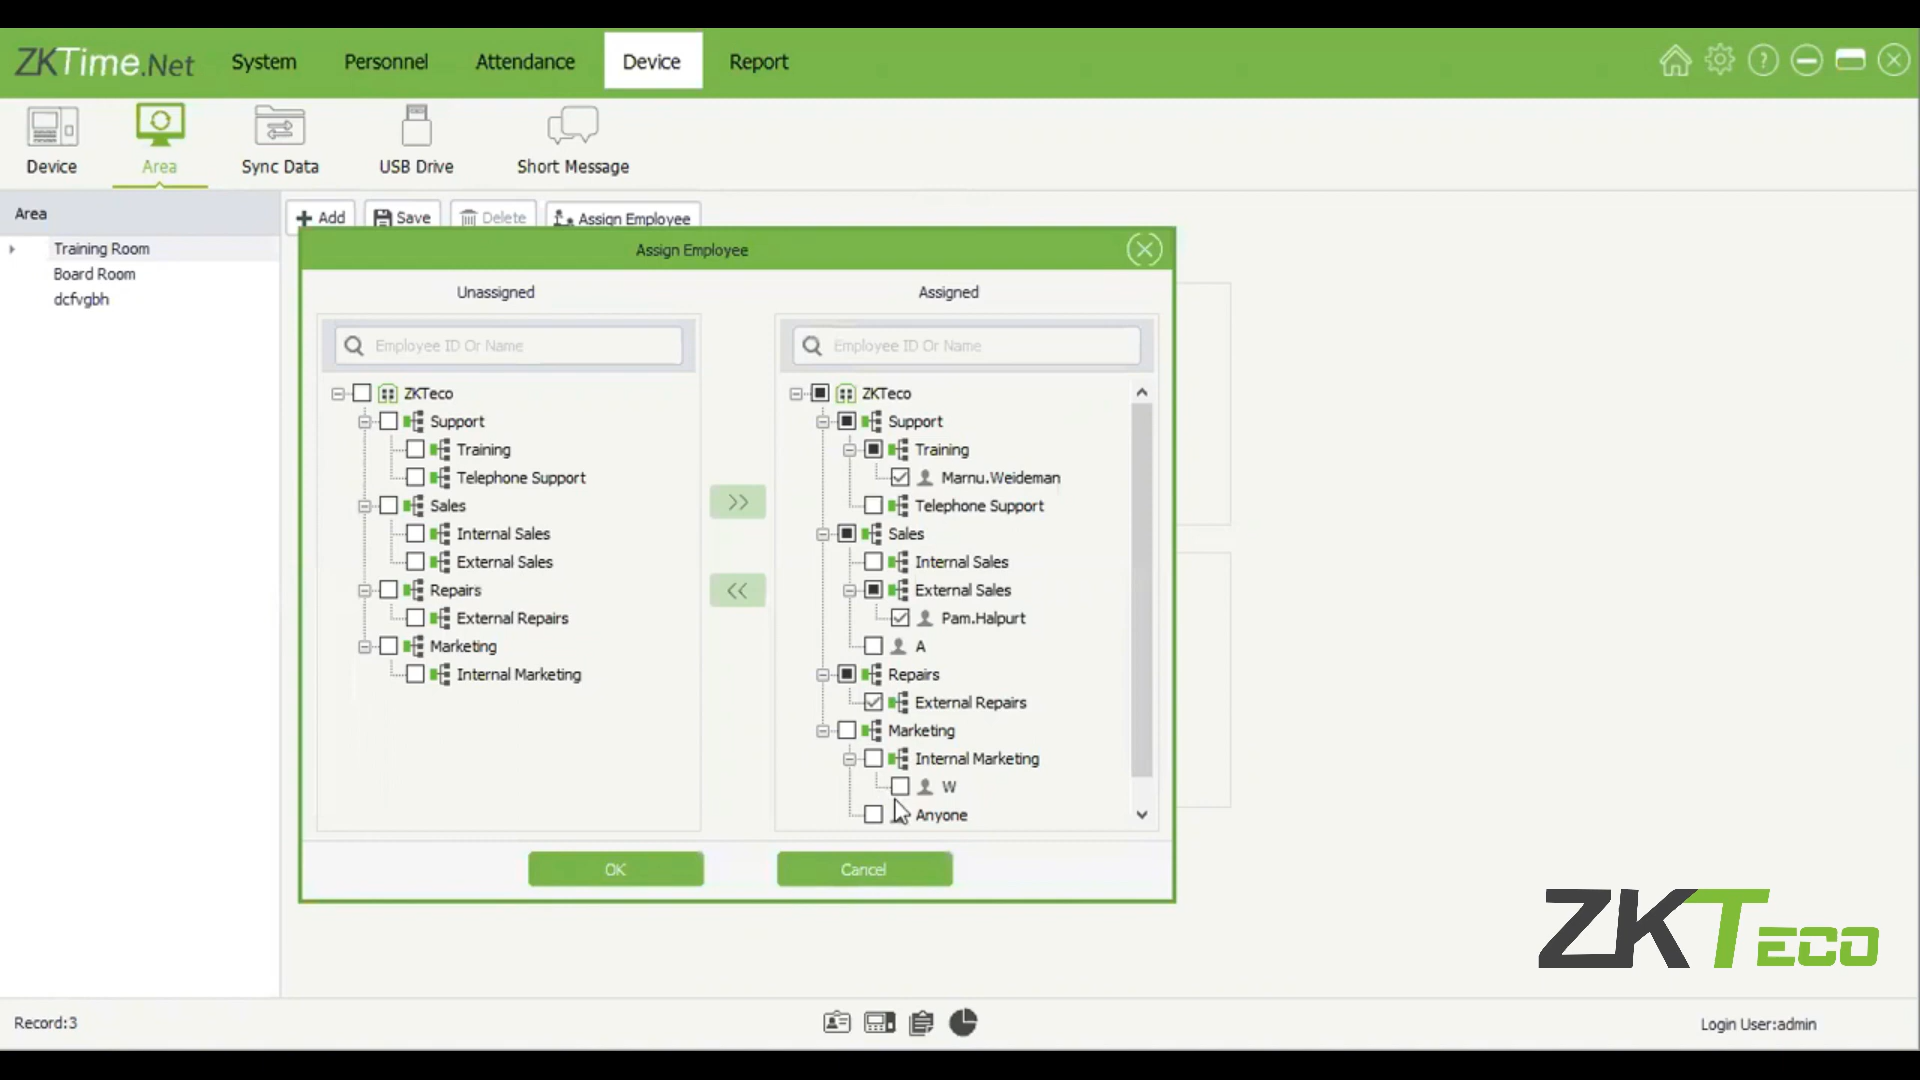 ZKTime.Net
System
Personnel
Attendance
Device
Report
Device
Area
Sync Data
USB Drive
Short Message
Area
Training Room
Board Room
dcfvgbh
Add
Save
Delete
Assign Employee
Assign Employee
Unassigned
Employee ID Or Name
ZKTeco
Support
Training
Telephone Support
Sales
Internal Sales
External Sales
Repairs
External Repairs
Marketing
Internal Marketing
>>
<<
Assigned
Employee ID Or Name
ZKTeco
Support
Training
Marnu.Weideman
Telephone Support
Sales
Internal Sales
External Sales
Pam.Halpurt
A
Repairs
External Repairs
Marketing
Internal Marketing
W
Anyone
OK
Cancel
ZKTECO
Record:3
Login User:admin